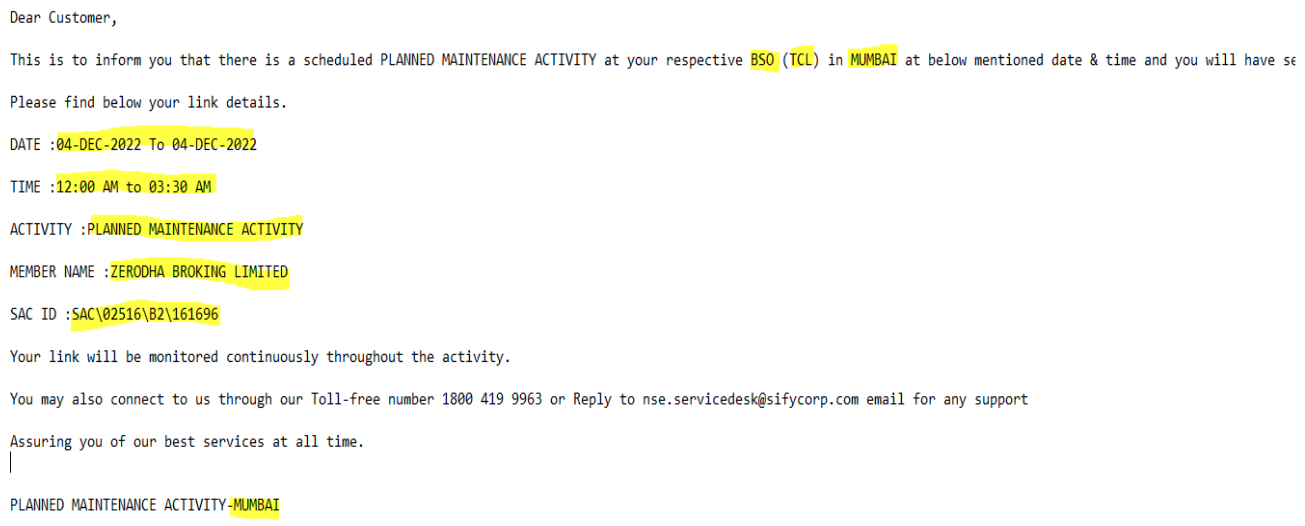 Dear Customer,
This is to inform you that there is a scheduled PLANNED MAINTENANCE ACTIVITY at your respective BSO (TCL) in MUMBAI at below mentioned date & time and you will have se
Please find below your link details.
DATE :04-DEC-2022 To 04-DEC-2022
TIME :12:00 AM to 03:30 AM
ACTIVITY :PLANNED MAINTENANCE ACTIVITY
MEMBER NAME :ZERODHA BROKING LIMITED
SAC ID :SAC\02516\B2\161696
Your link will be monitored continuously throughout the activity.
You may also connect to us through our Toll-free number 1800 419 9963 or Reply to nse.servicedesk@sifycorp.com email for any support
Assuring you of our best services at all time.
PLANNED MAINTENANCE ACTIVITY-MUMBAI